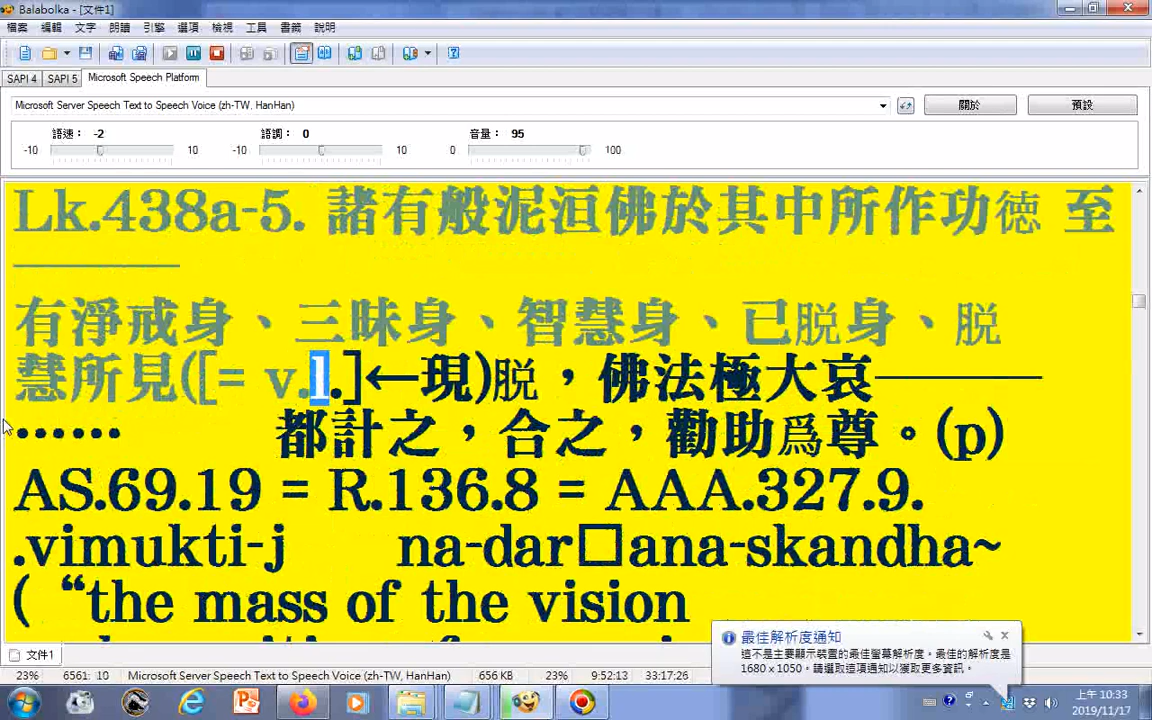 Balabolka - [文件1]
檔案 編輯 文字 朗讀 引擎 選項 檢視 工具 書籤 說明
SAPI 4 SAPI 5 Microsoft Speech Platform
Microsoft Server Speech Text to Speech Voice (zh-TW, HanHan) 關於 預設
語速： -2 語調： 0 音量： 95
-10 10 -10 10 0 100
Lk.438a-5. 諸有般泥洹佛於其中所作功徳 至
——————
有淨戒身、三昧身、智慧身、已脱身、脱
慧所見([= v.l.]←現)脱，佛法極大哀——————
…… 都計之，合之，勸助爲尊。(p)
AS.69.19 = R.136.8 = AAA.327.9.
.vimukti-j na-dar□ana-skandha~
( “the mass of the vision
最佳解析度通知
這不是主要顯示裝置的最佳螢幕解析度。最佳的解析度是
1680 x 1050。請選取這項通知以獲取更多資訊。
文件1
23% 6561: 10 Microsoft Server Speech Text to Speech Voice (zh-TW, HanHan) 656 KB 23% 9:52:13 33:17:26
上午 10:33
2019/11/17